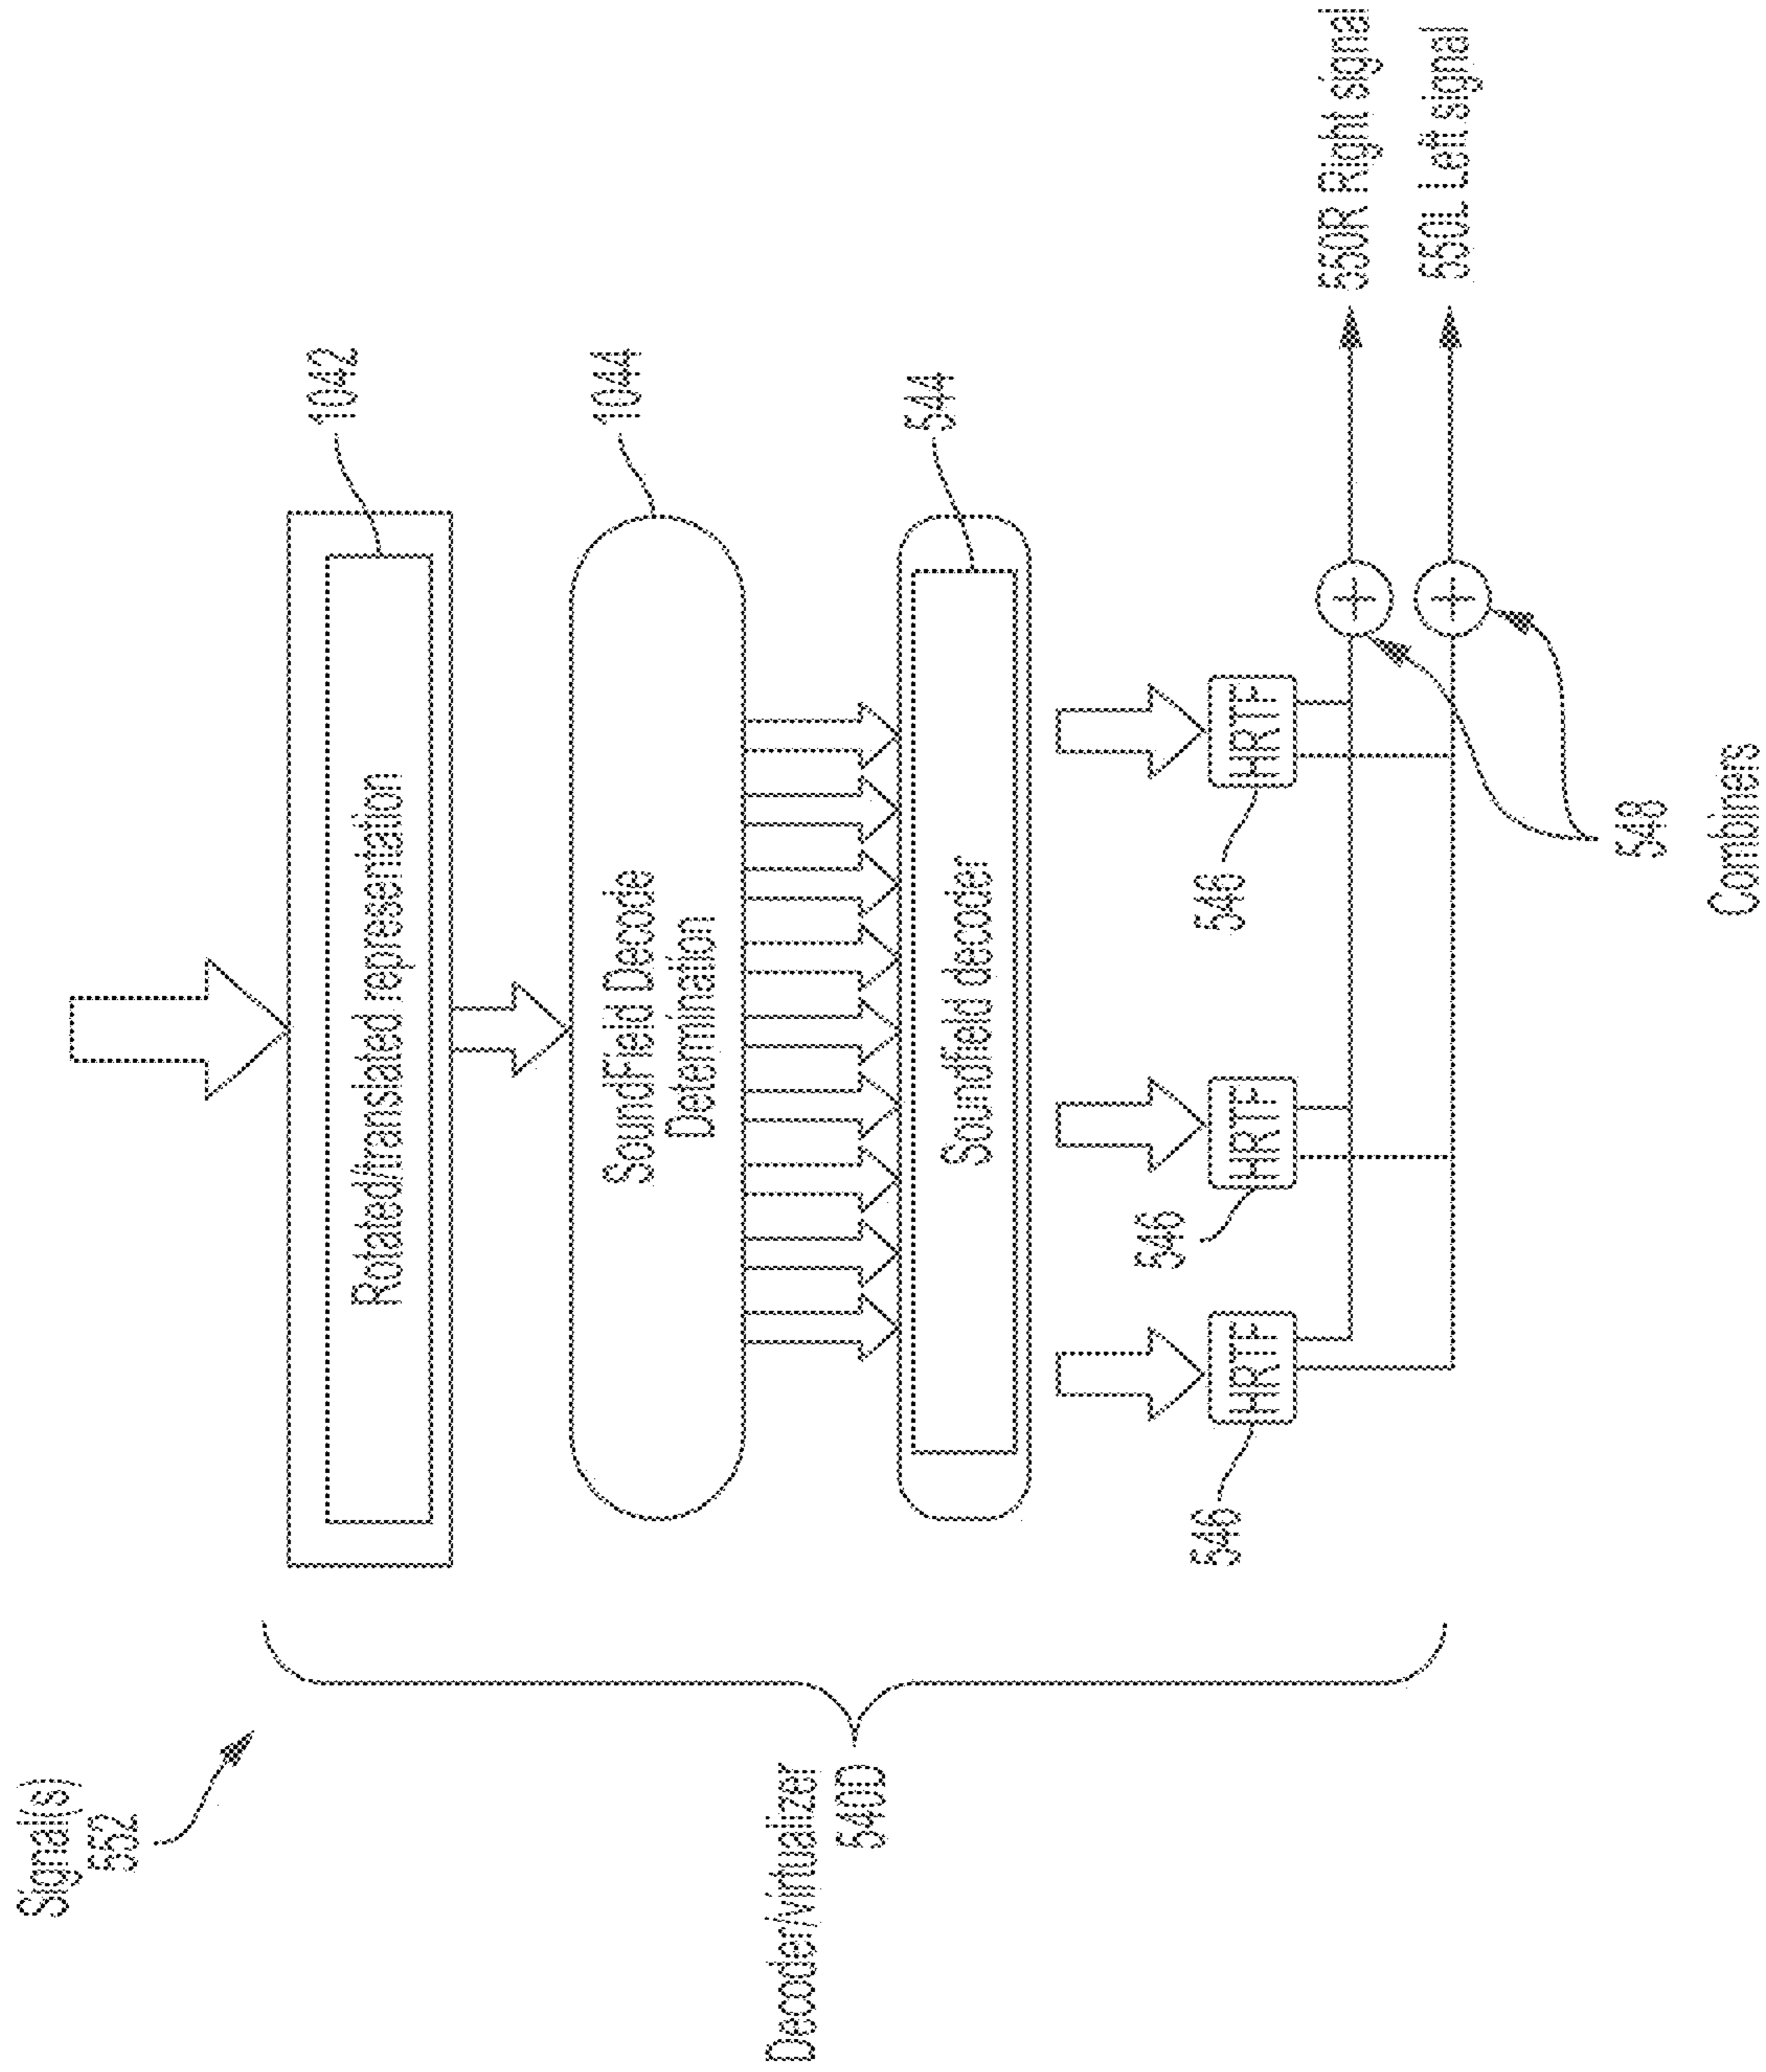 Signal(s)
552
Decoder/virtualizer
540D
Rotated/translated representation
1042
SoundField Decode
Determination
1044
Soundfield decoder
544
HRTF
HRTF
HRTF
546
546
546
548
Combiners
550R Right signal
550L Left signal